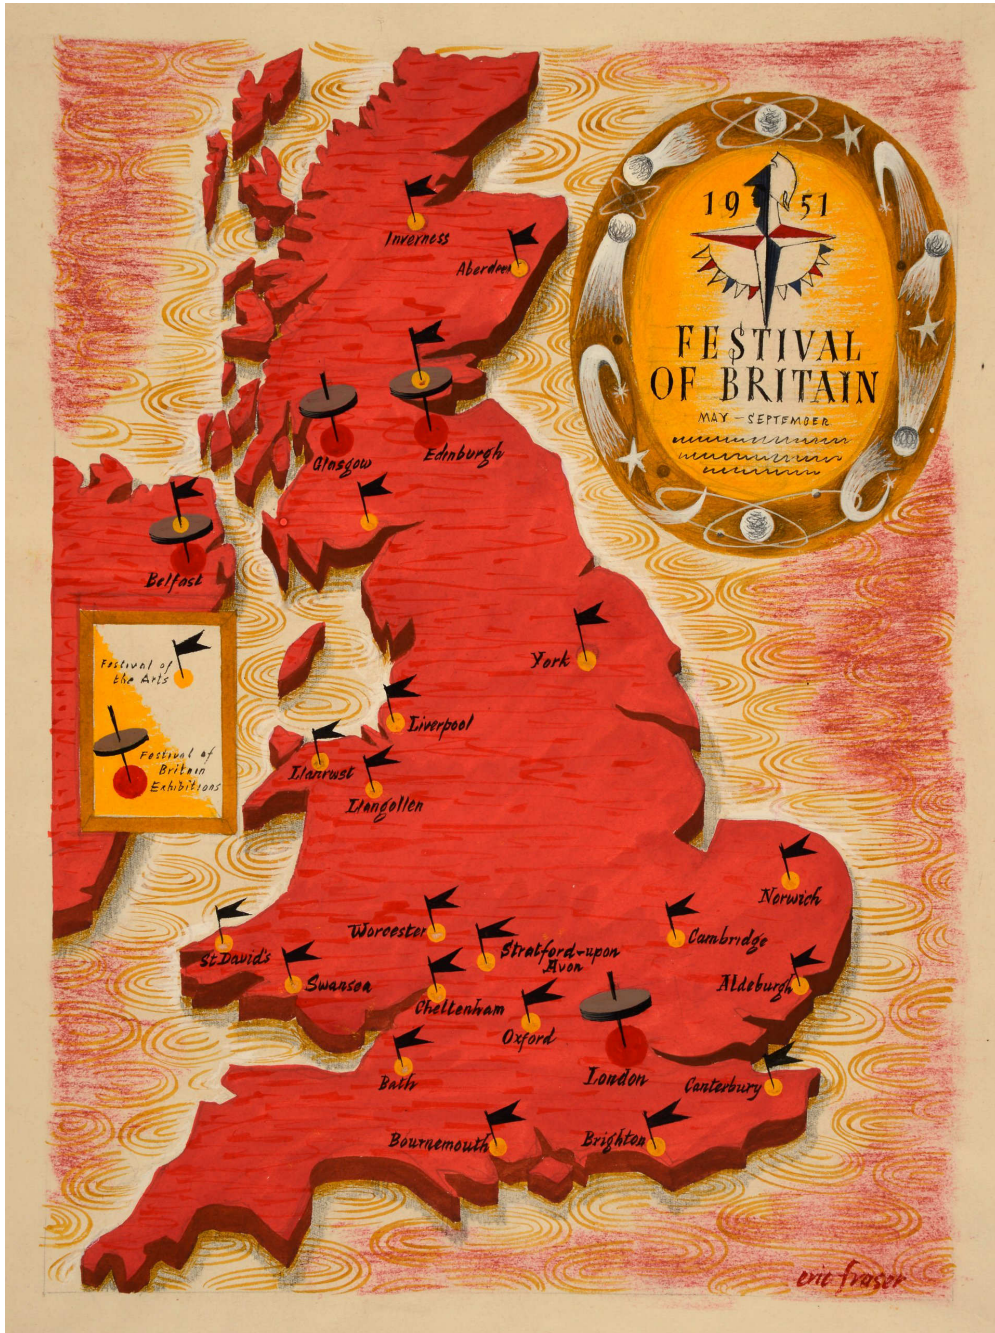 Inverness
Aberdeen
19 51
FESTIVAL
OF BRITAIN
MAY - SEPTEMBER
Glasgow
Edinburgh
Belfast
Festival of
the Arts
Festival of
Britain
Exhibitions
York
Liverpool
Llanrwst
Llangollen
Norwich
Worcester
Stratford-upon
Avon
Cambridge
St David's
Swansea
Cheltenham
Aldeburgh
Oxford
London
Bath
Canterbury
Bournemouth
Brighton
eric fraser